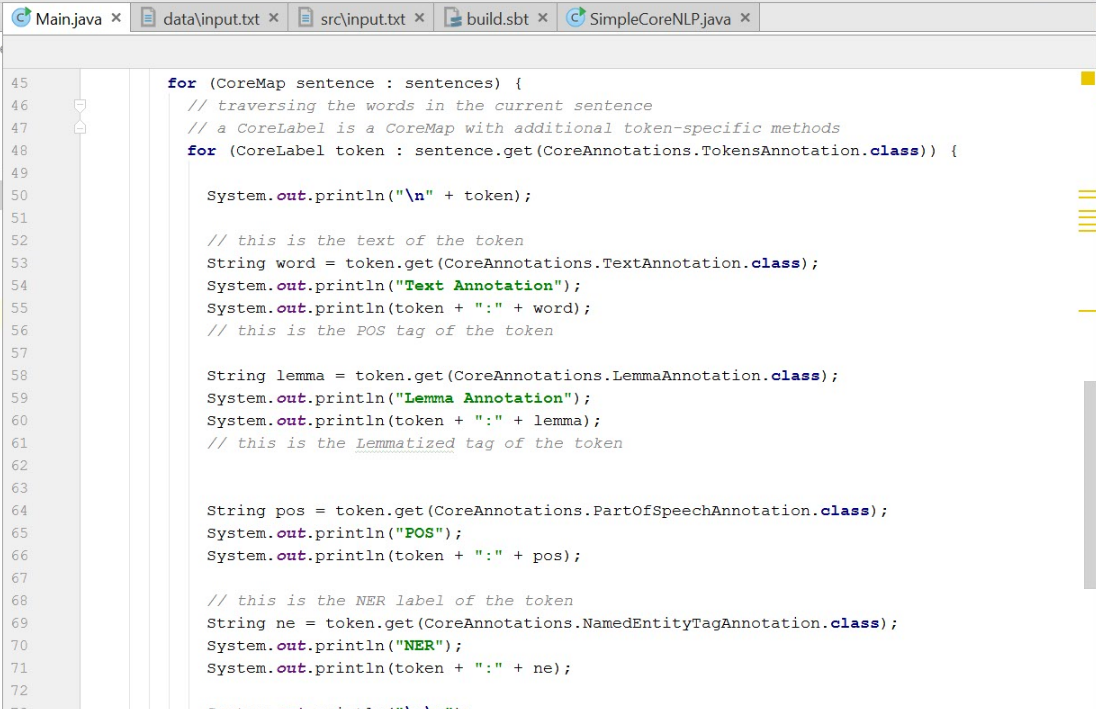 Main.java × data\input.txt × src\input.txt × build.sbt × SimpleCoreNLP.java ×
45 for (CoreMap sentence : sentences) {
46 // traversing the words in the current sentence
47 // a CoreLabel is a CoreMap with additional token-specific methods
48 for (CoreLabel token : sentence.get(CoreAnnotations.TokensAnnotation.class)) {
49
50 System.out.println("\n" + token);
51
52 // this is the text of the token
53 String word = token.get(CoreAnnotations.TextAnnotation.class);
54 System.out.println("Text Annotation");
55 System.out.println(token + ":" + word);
56 // this is the POS tag of the token
57
58 String lemma = token.get(CoreAnnotations.LemmaAnnotation.class);
59 System.out.println("Lemma Annotation");
60 System.out.println(token + ":" + lemma);
61 // this is the Lemmatized tag of the token
62
63
64 String pos = token.get(CoreAnnotations.PartOfSpeechAnnotation.class);
65 System.out.println("POS");
66 System.out.println(token + ":" + pos);
67
68 // this is the NER label of the token
69 String ne = token.get(CoreAnnotations.NamedEntityTagAnnotation.class);
70 System.out.println("NER");
71 System.out.println(token + ":" + ne);
72